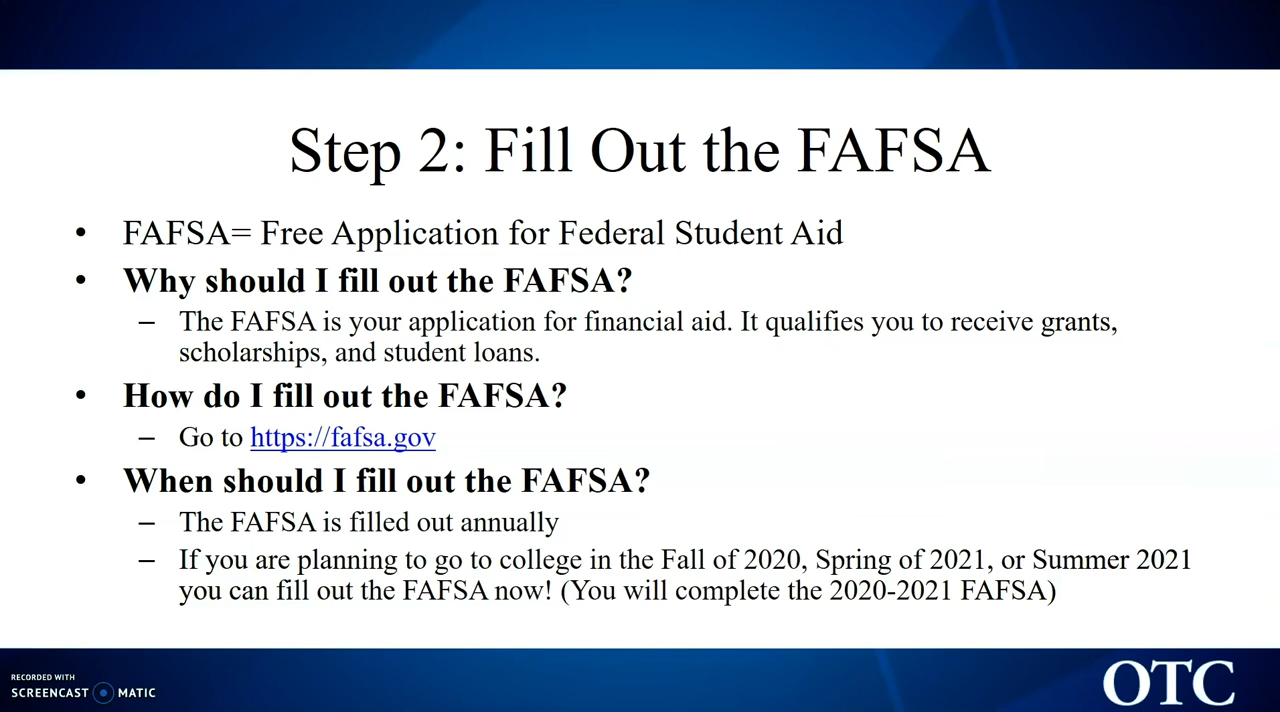 Step 2: Fill Out the FAFSA
• FAFSA= Free Application for Federal Student Aid
• Why should I fill out the FAFSA?
– The FAFSA is your application for financial aid. It qualifies you to receive grants,
scholarships, and student loans.
• How do I fill out the FAFSA?
– Go to https://fafsa.gov
• When should I fill out the FAFSA?
– The FAFSA is filled out annually
– If you are planning to go to college in the Fall of 2020, Spring of 2021, or Summer 2021
you can fill out the FAFSA now! (You will complete the 2020-2021 FAFSA)
RECORDED WITH
SCREENCAST MATIC
OTC